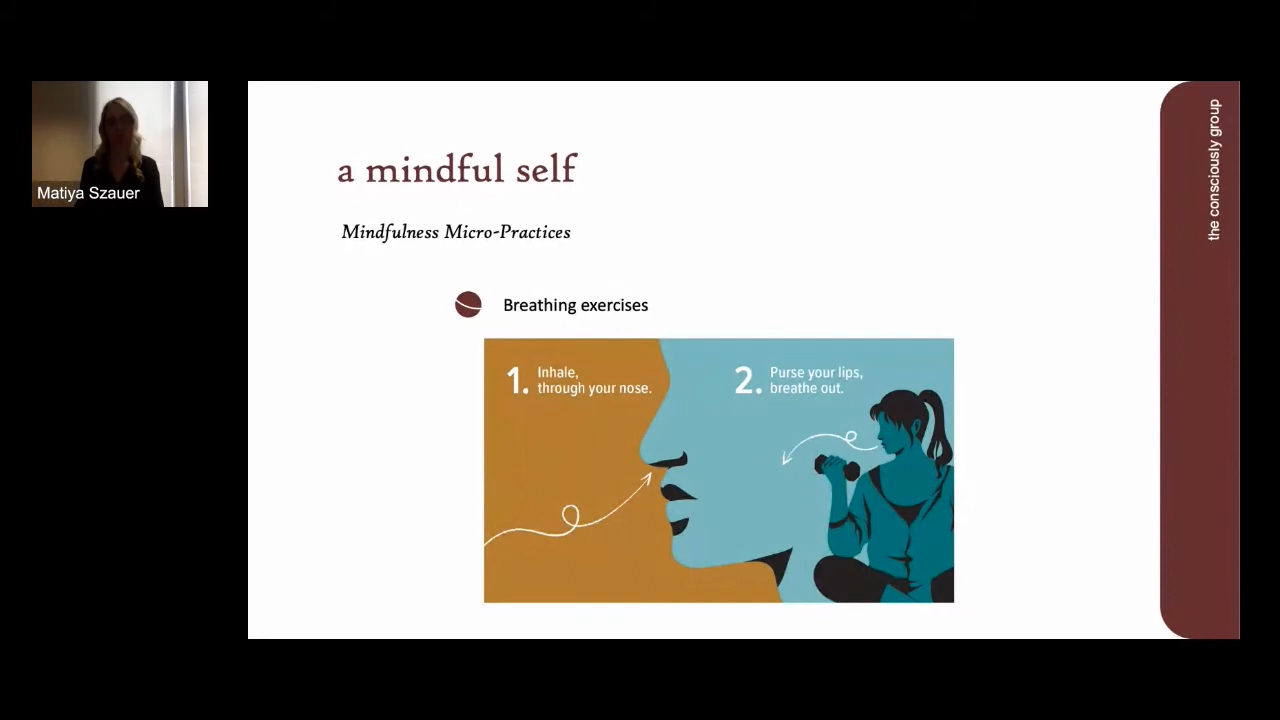 Matiya Szauer
a mindful self
Mindfulness Micro-Practices
Breathing exercises
1. Inhale,
through your nose.
2. Purse your lips,
breathe out.
the consciously group